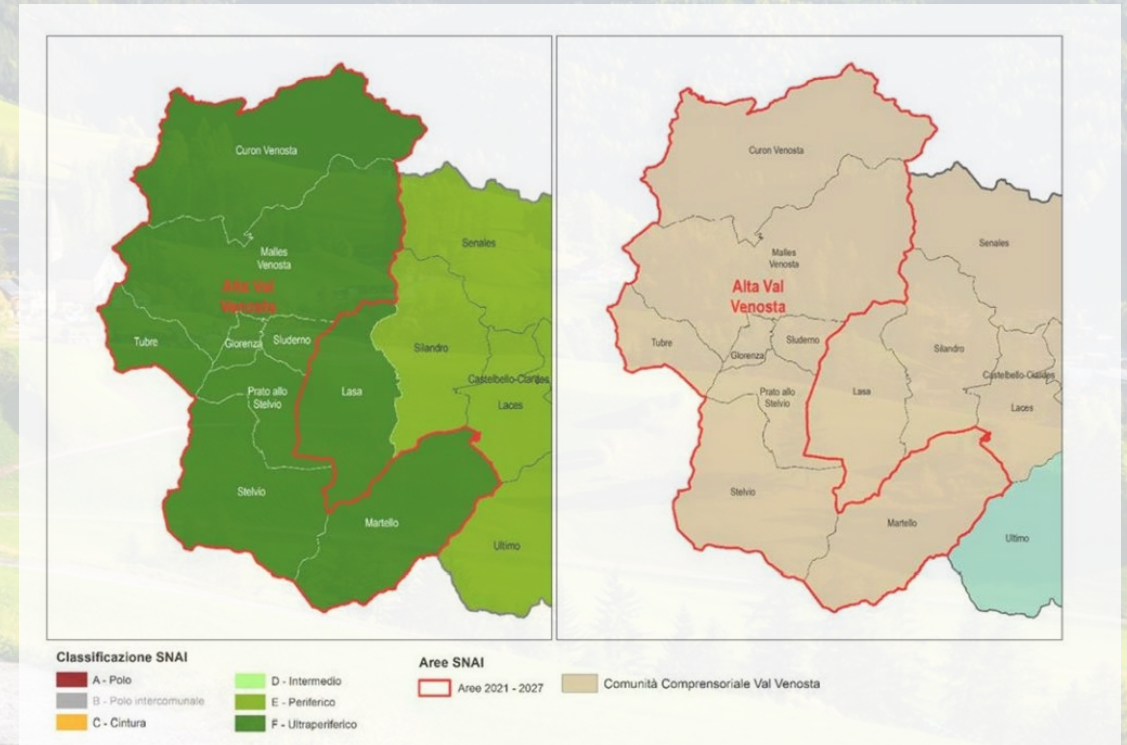 Curon Venosta
Senales
Malles
Venosta
Alta Val
Venosta
Tubre
Glorenza
Sluderno
Silandro
Castelbello-Ciardes
Prato allo
Stelvio
Lasa
Laces
Stelvio
Martello
Ultimo
Curon Venosta
Senales
Malles
Venosta
Alta Val
Venosta
Tubre
Glorenza
Sluderno
Silandro
Castelbello-Ciardes
Prato allo
Stelvio
Lasa
Laces
Stelvio
Martello
Ultimo
Classificazione SNAI
A - Polo
B - Polo intercomunale
C - Cintura
D - Intermedio
E - Periferico
F - Ultraperiferico
Aree SNAI
Aree 2021 - 2027
Comunità Comprensoriale Val Venosta